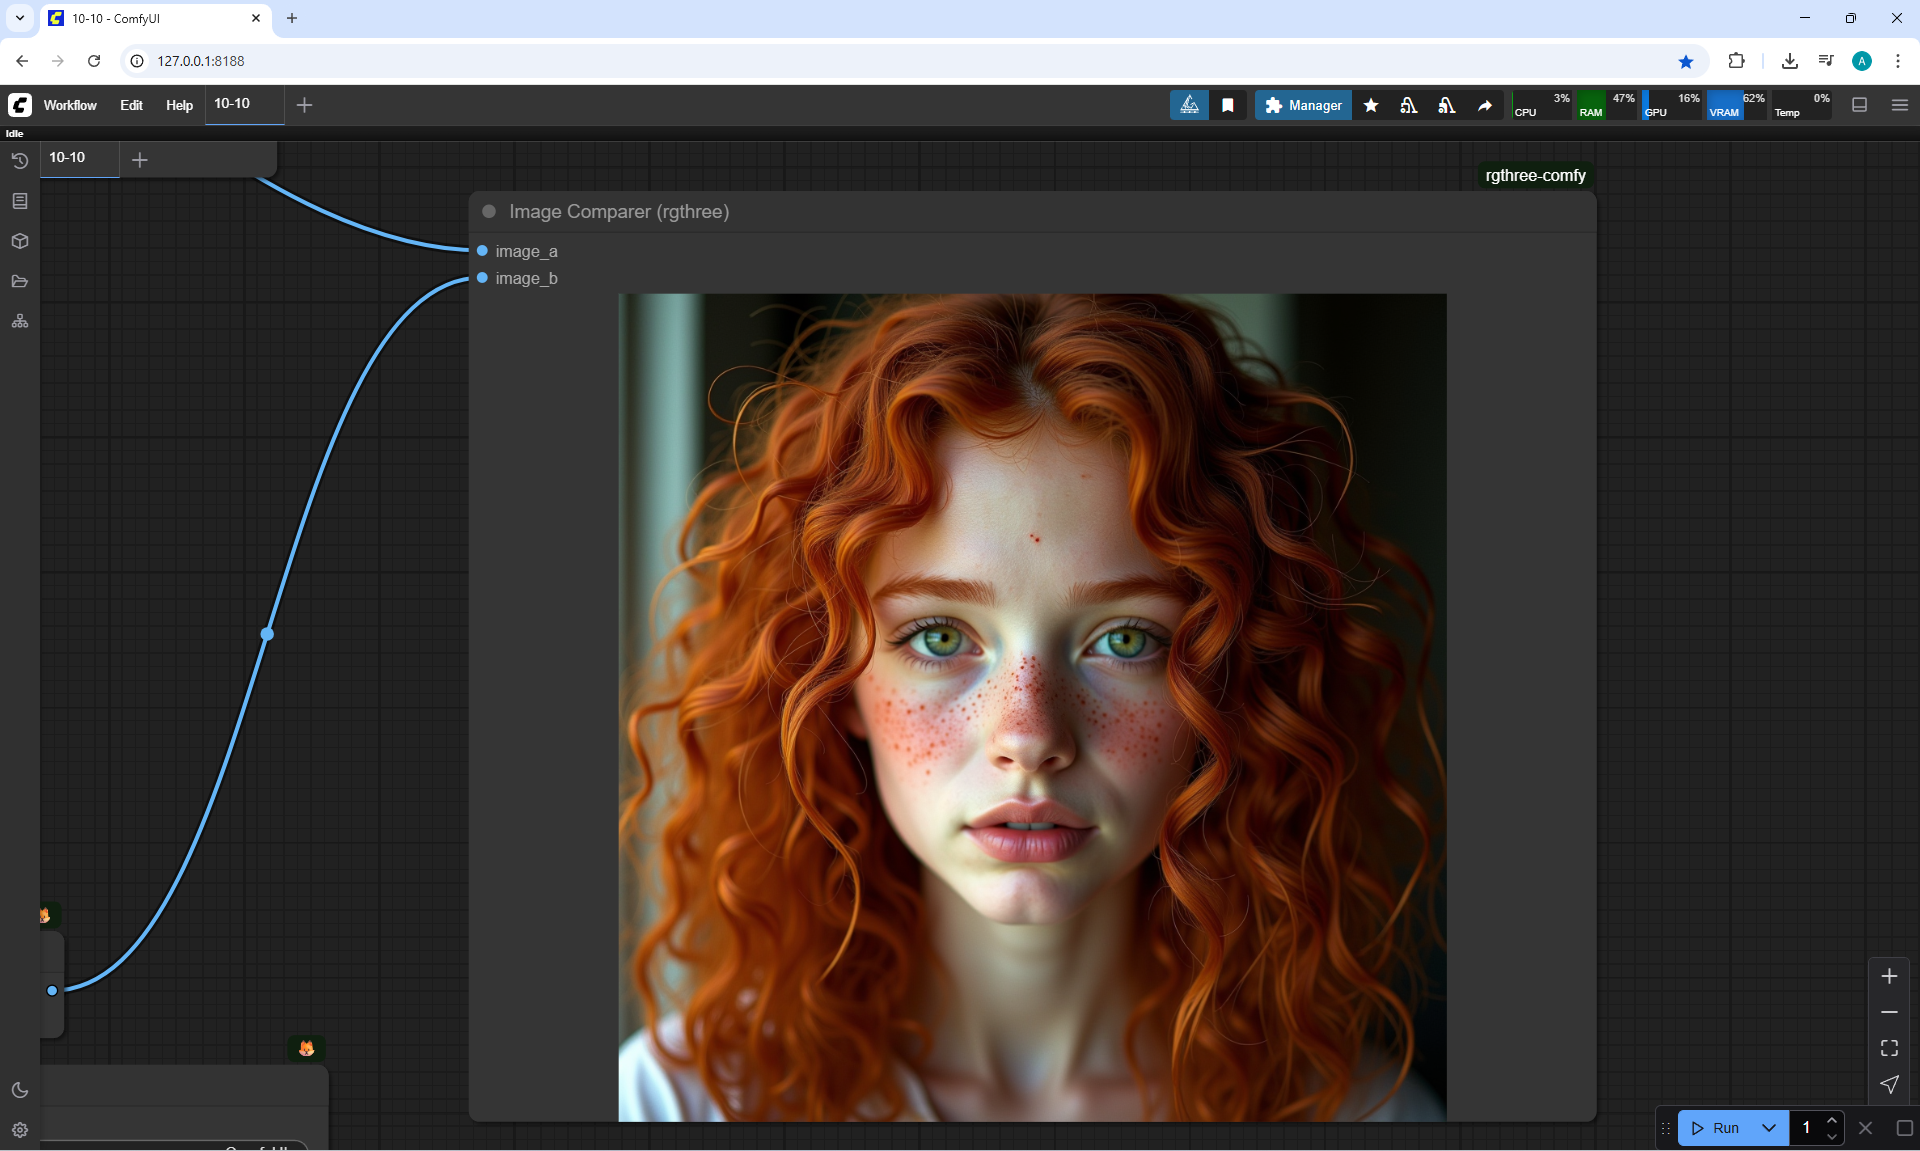 10-10 - ComfyUI
127.0.0.1:8188
Workflow Edit Help 10-10
Manager
CPU 3% RAM 47% GPU 16% VRAM 62% Temp 0%
Idle
10-10
rgthree-comfy
Image Comparer (rgthree)
image_a
image_b
Run 1
A